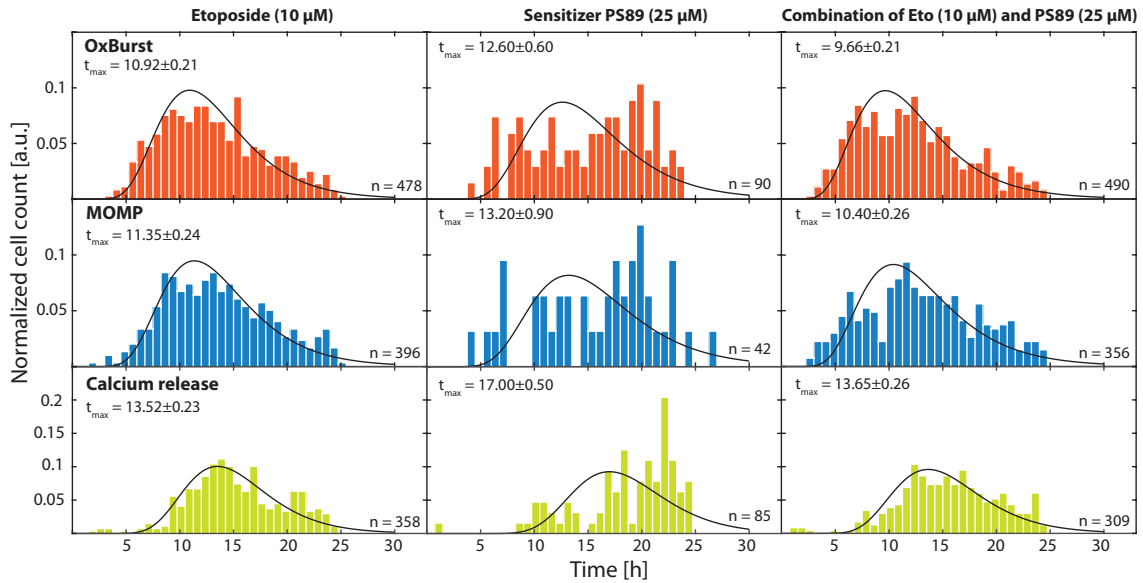 Etoposide (10 µM)
Sensitizer PS89 (25 µM)
Combination of Eto (10 µM) and PS89 (25 µM)
Normalized cell count [a.u.]
OxBurst
tmax = 10.92±0.21
0.1
0.05
n = 478
tmax = 12.60±0.60
n = 90
tmax = 9.66±0.21
n = 490
MOMP
tmax = 11.35±0.24
0.1
0.05
n = 396
tmax = 13.20±0.90
n = 42
tmax = 10.40±0.26
n = 356
Calcium release
tmax = 13.52±0.23
0.2
0.15
0.1
0.05
n = 358
tmax = 17.00±0.50
n = 85
tmax = 13.65±0.26
n = 309
5 10 15 20 25 30
5 10 15 20 25 30
5 10 15 20 25 30
Time [h]